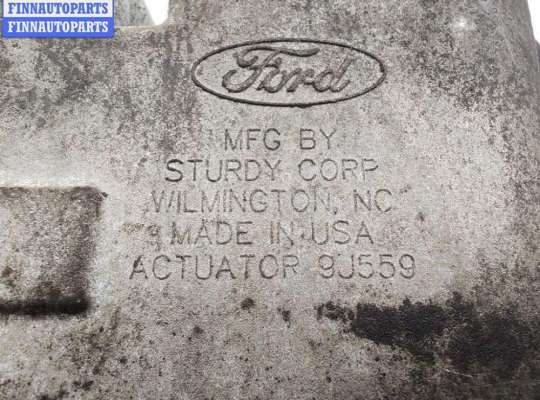 FINNAUTOPARTS
FINNAUTOPARTS
Ford
MFG BY
STURDY CORP
WILMINGTON, NC
MADE IN USA
ACTUATOR 9J559